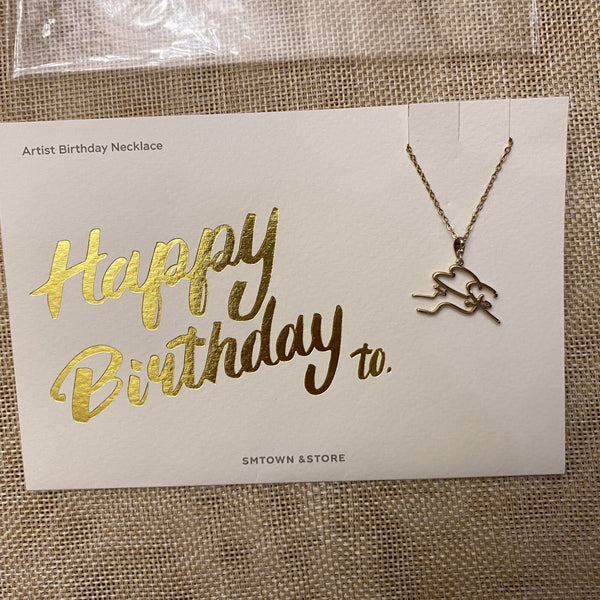 Artist Birthday Necklace
Happy
Birthday to.
SMTOWN &STORE